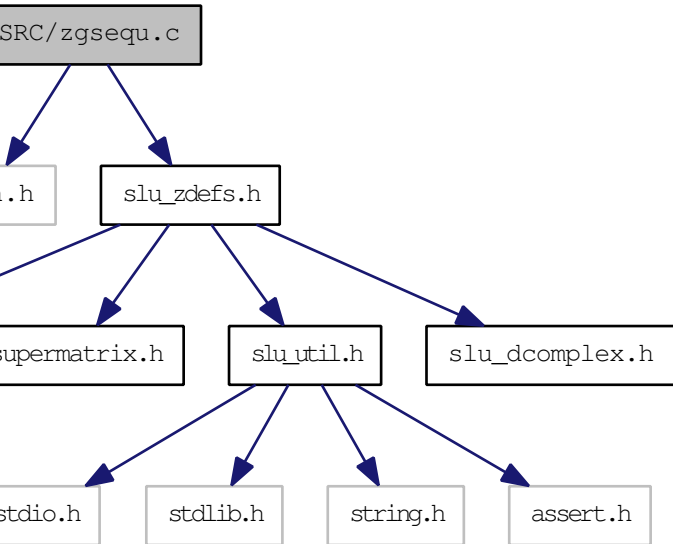 SRC/zgsequ.c
.h
slu_zdefs.h
supermatrix.h
slu_util.h
slu_dcomplex.h
stdio.h
stdlib.h
string.h
assert.h